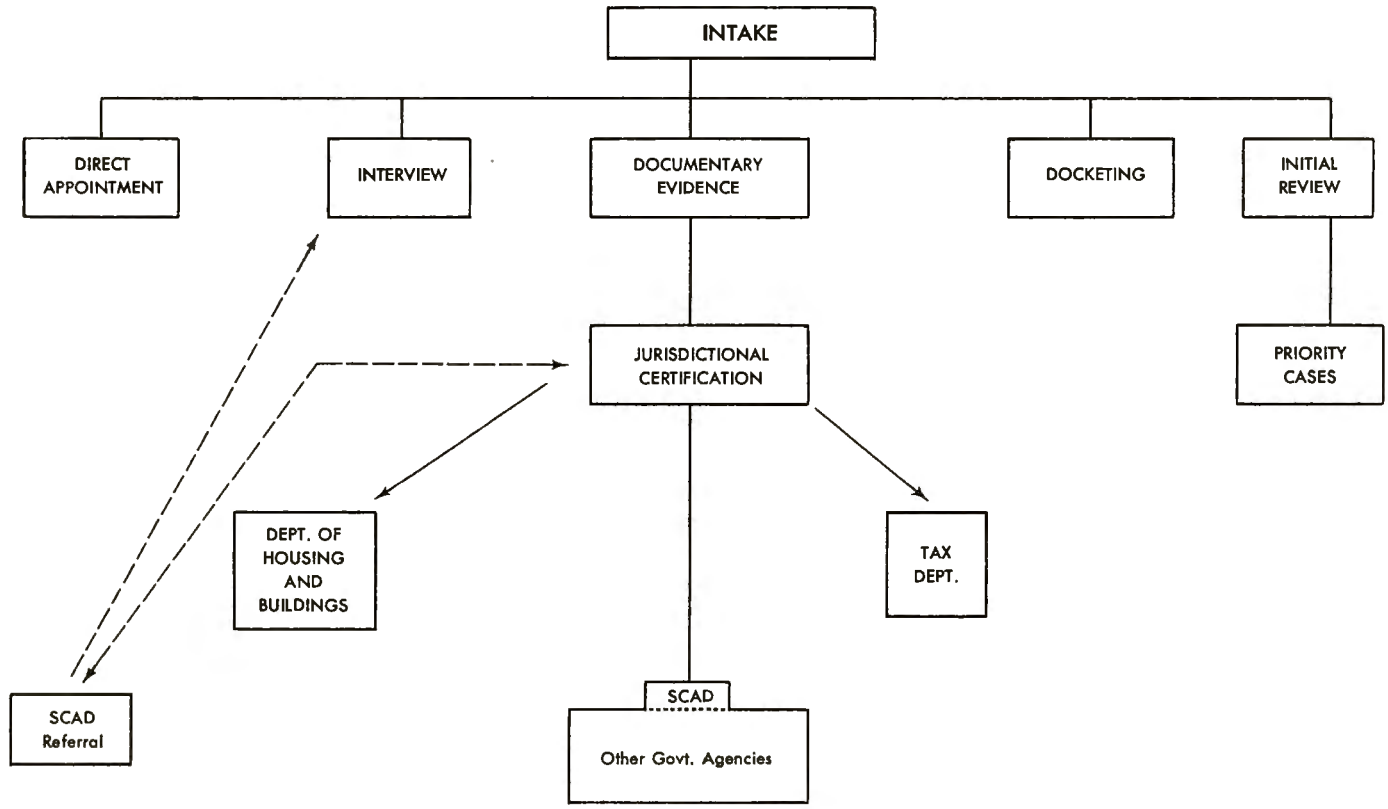 INTAKE
DIRECT
APPOINTMENT
INTERVIEW
DOCUMENTARY
EVIDENCE
DOCKETING
INITIAL
REVIEW
JURISDICTIONAL
CERTIFICATION
PRIORITY
CASES
DEPT. OF
HOUSING
AND
BUILDINGS
TAX
DEPT.
SCAD
Referral
SCAD
Other Govt. Agencies